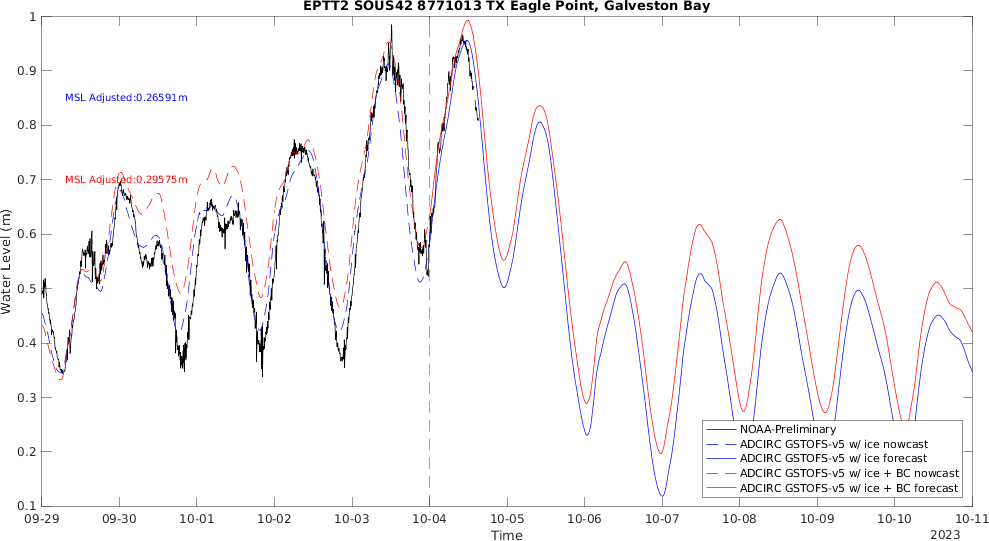 EPTT2 SOUS42 8771013 TX Eagle Point, Galveston Bay
1
0.9
0.8
0.7
0.6
0.5
0.4
0.3
0.2
0.1
Water Level (m)
MSL Adjusted:0.26591m
MSL Adjusted:0.29575m
NOAA-Preliminary
ADCIRC GSTOFS-v5 w/ ice nowcast
ADCIRC GSTOFS-v5 w/ ice forecast
ADCIRC GSTOFS-v5 w/ ice + BC nowcast
ADCIRC GSTOFS-v5 w/ ice + BC forecast
09-29 09-30 10-01 10-02 10-03 10-04 10-05 10-06 10-07 10-08 10-09 10-10 10-11
Time
2023